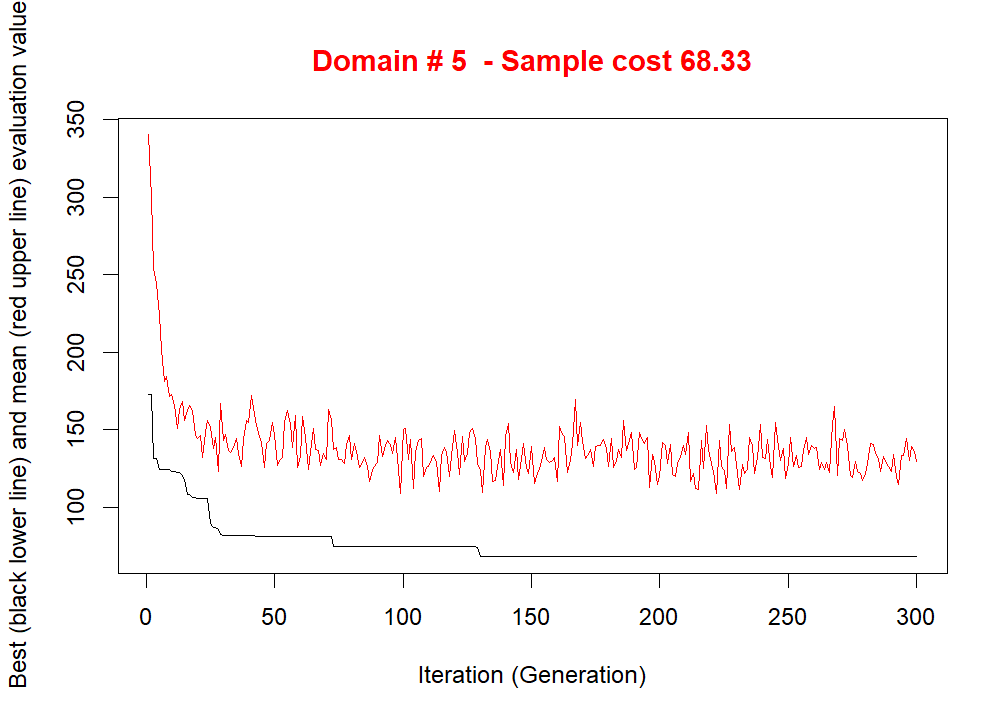 Domain # 5  - Sample cost 68.33
Best (black lower line) and mean (red upper line) evaluation value
350
300
250
200
150
100
0 50 100 150 200 250 300
Iteration (Generation)